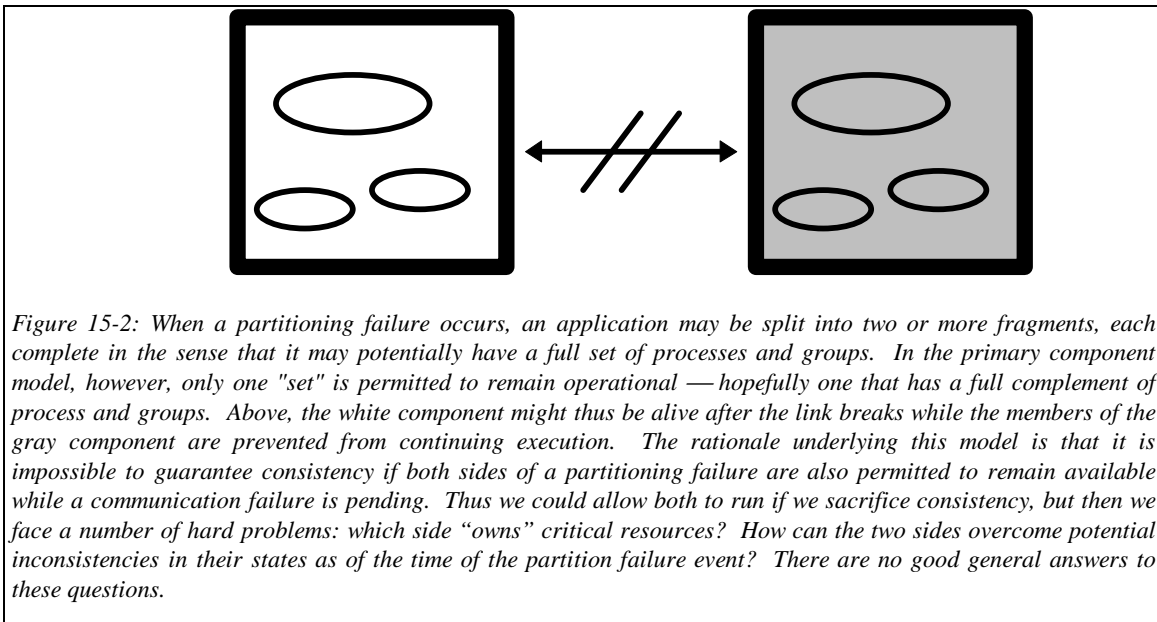 Figure 15-2: When a partitioning failure occurs, an application may be split into two or more fragments, each
complete in the sense that it may potentially have a full set of processes and groups. In the primary component
model, however, only one "set" is permitted to remain operational — hopefully one that has a full complement of
process and groups. Above, the white component might thus be alive after the link breaks while the members of the
gray component are prevented from continuing execution. The rationale underlying this model is that it is
impossible to guarantee consistency if both sides of a partitioning failure are also permitted to remain available
while a communication failure is pending. Thus we could allow both to run if we sacrifice consistency, but then we
face a number of hard problems: which side “owns” critical resources? How can the two sides overcome potential
inconsistencies in their states as of the time of the partition failure event? There are no good general answers to
these questions.